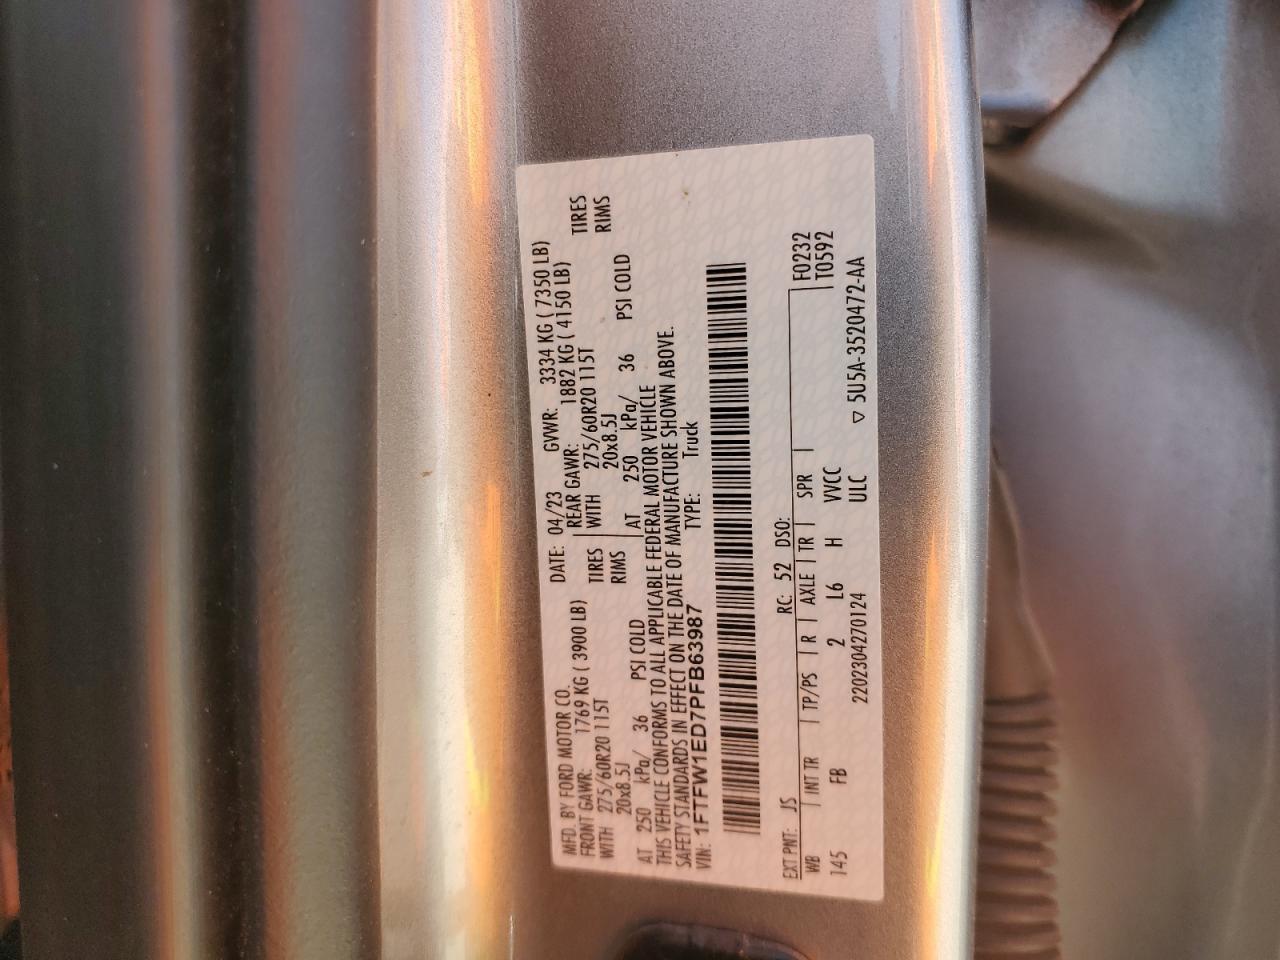 MFD. BY FORD MOTOR CO. DATE: 04/23 GVWR: 3334 KG ( 7350 LB)
FRONT GAWR: 1769 KG ( 3900 LB) REAR GAWR: 1882 KG ( 4150 LB)
WITH 275/60R20 115T TIRES WITH 275/60R20 115T TIRES
20x8.5J RIMS 20x8.5J RIMS
AT 250 kPa/ 36 PSI COLD AT 250 kPa/ 36 PSI COLD
THIS VEHICLE CONFORMS TO ALL APPLICABLE FEDERAL MOTOR VEHICLE
SAFETY STANDARDS IN EFFECT ON THE DATE OF MANUFACTURE SHOWN ABOVE.
VIN: 1FTFW1ED7PFB63987 TYPE: Truck
EXT PNT: JS RC: 52 DSO: F0232
WB INT TR TP/PS R AXLE TR SPR T0592
145 FB 2 L6 H VVCC
2202304270124 ULC ▽ 5U5A-3520472-AA